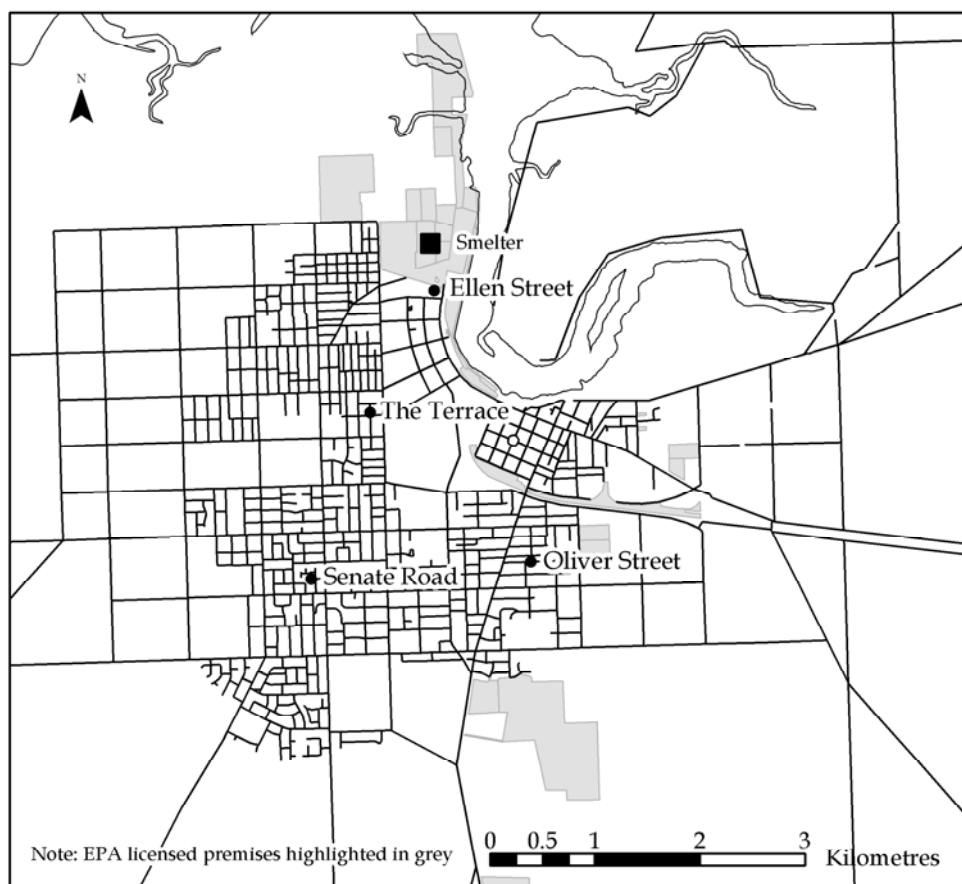 N
Smelter
Ellen Street
The Terrace
Oliver Street
Senate Road
Note: EPA licensed premises highlighted in grey
0 0.5 1 2 3
Kilometres